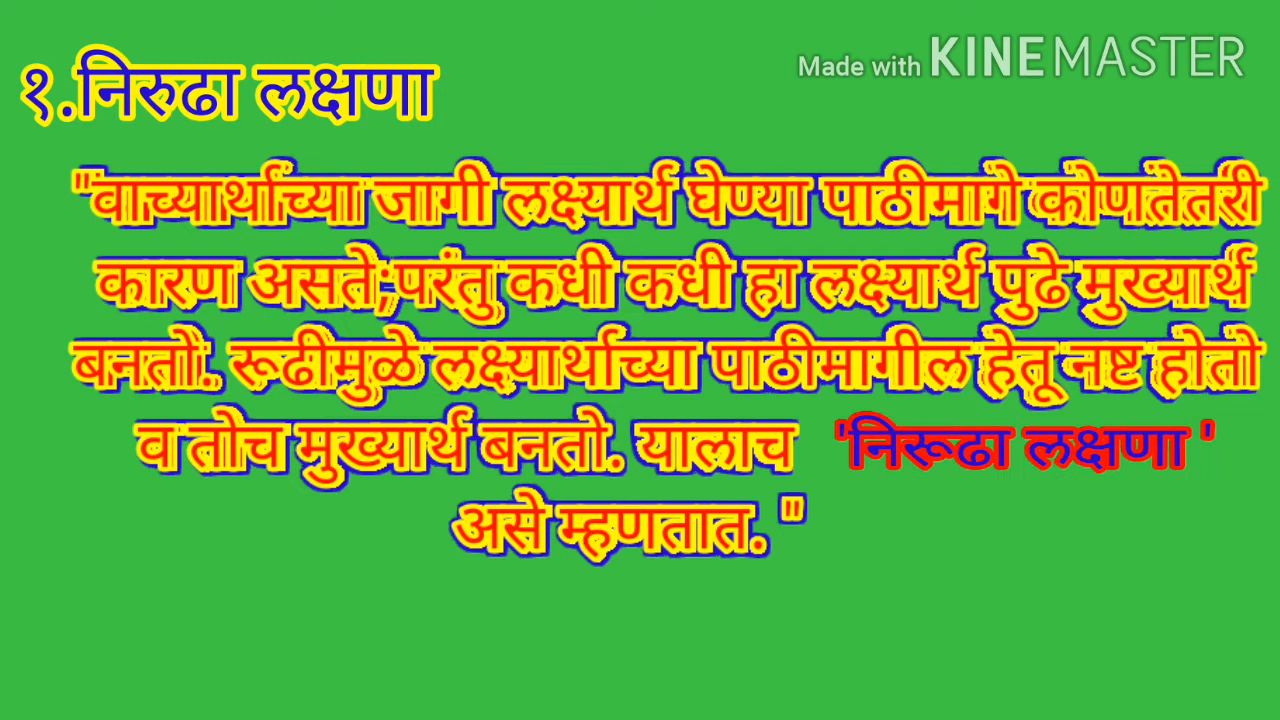 Made with KINEMASTER
१.निरुढा लक्षणा
"वाच्यार्थाच्या जागी लक्ष्यार्थ घेण्या पाठीमागे कोणतेतरी
कारण असते;परंतु कधी कधी हा लक्ष्यार्थ पुढे मुख्यार्थ
बनतो. रूढीमुळे लक्ष्यार्थाच्या पाठीमागील हेतू नष्ट होतो
व तोच मुख्यार्थ बनतो. यालाच 'निरूढा लक्षणा '
असे म्हणतात. "